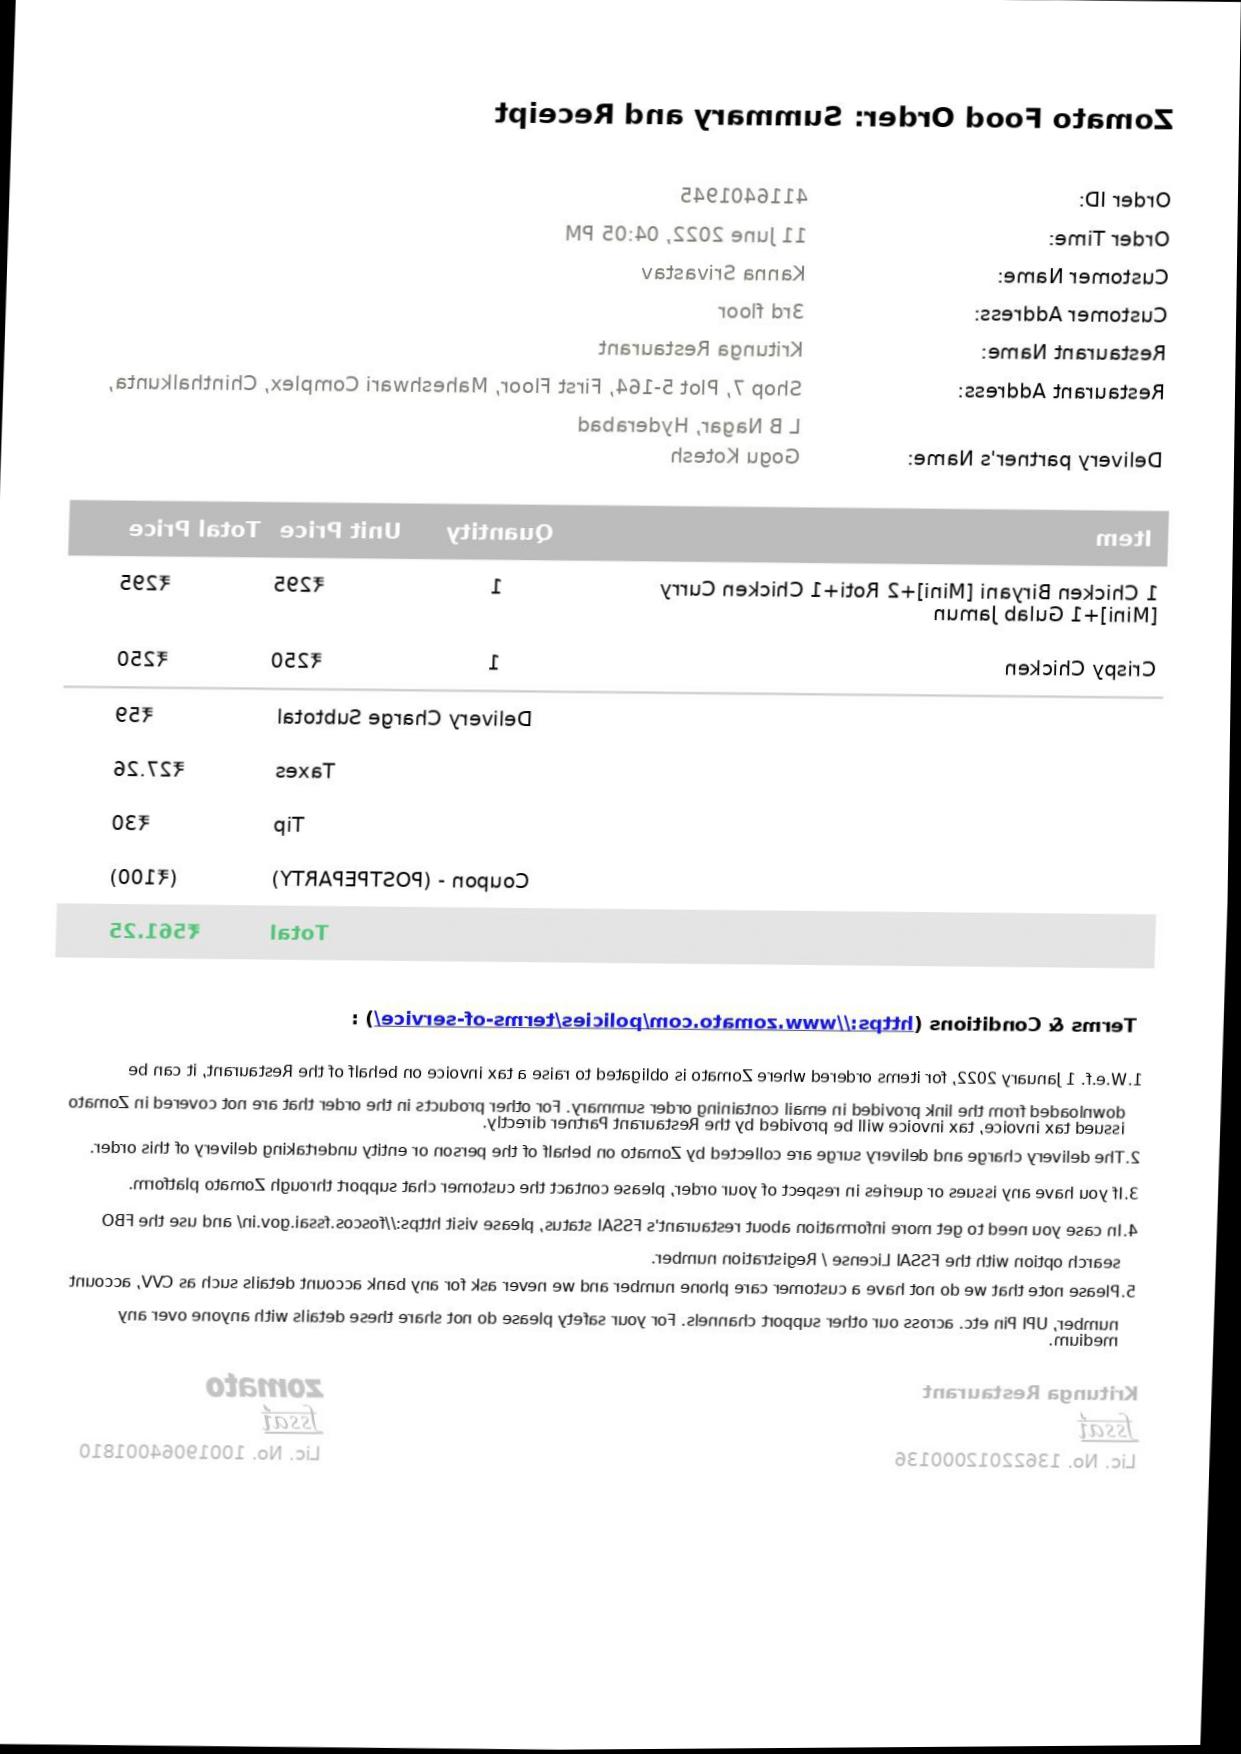 Zomato Food Order: Summary and Receipt
Order ID: 4116401945
Order Time: 11 June 2022, 04:05 PM
Customer Name: Kanna Srivastav
Customer Address: 3rd floor
Restaurant Name: Kritunga Restaurant
Restaurant Address: Shop 7, Plot 5-164, First Floor, Maheshwari Complex, Chinthalkunta,
L B Nagar, Hyderabad
Delivery partner's Name: Gogu Kotesh
Item Quantity Unit Price Total Price
1 Chicken Biryani [Mini]+2 Roti+1 Chicken Curry 1 ₹295 ₹295
[Mini]+1 Gulab Jamun
Crispy Chicken 1 ₹250 ₹250
Delivery Charge Subtotal ₹59
Taxes ₹27.26
Tip ₹30
Coupon - (POSTPEPARTY) (₹100)
Total ₹561.25
Terms & Conditions (https://www.zomato.com/policies/terms-of-service/) :
1.W.e.f. 1 January 2022, for items ordered where Zomato is obligated to raise a tax invoice on behalf of the Restaurant, it can be
downloaded from the link provided in email containing order summary. For other products in the order that are not covered in Zomato
issued tax invoice, tax invoice will be provided by the Restaurant Partner directly.
2.The delivery charge and delivery surge are collected by Zomato on behalf of the person or entity undertaking delivery of this order.
3.If you have any issues or queries in respect of your order, please contact the customer chat support through Zomato platform.
4.In case you need to get more information about restaurant's FSSAI status, please visit https://foscos.fssai.gov.in/ and use the FBO
search option with the FSSAI License / Registration number.
5.Please note that we do not have a customer care phone number and we never ask for any bank account details such as CVV, account
number, UPI Pin etc. across our other support channels. For your safety please do not share these details with anyone over any
medium.
Kritunga Restaurant zomato
fssai fssai
Lic. No. 13622012000136 Lic. No. 10019064001810